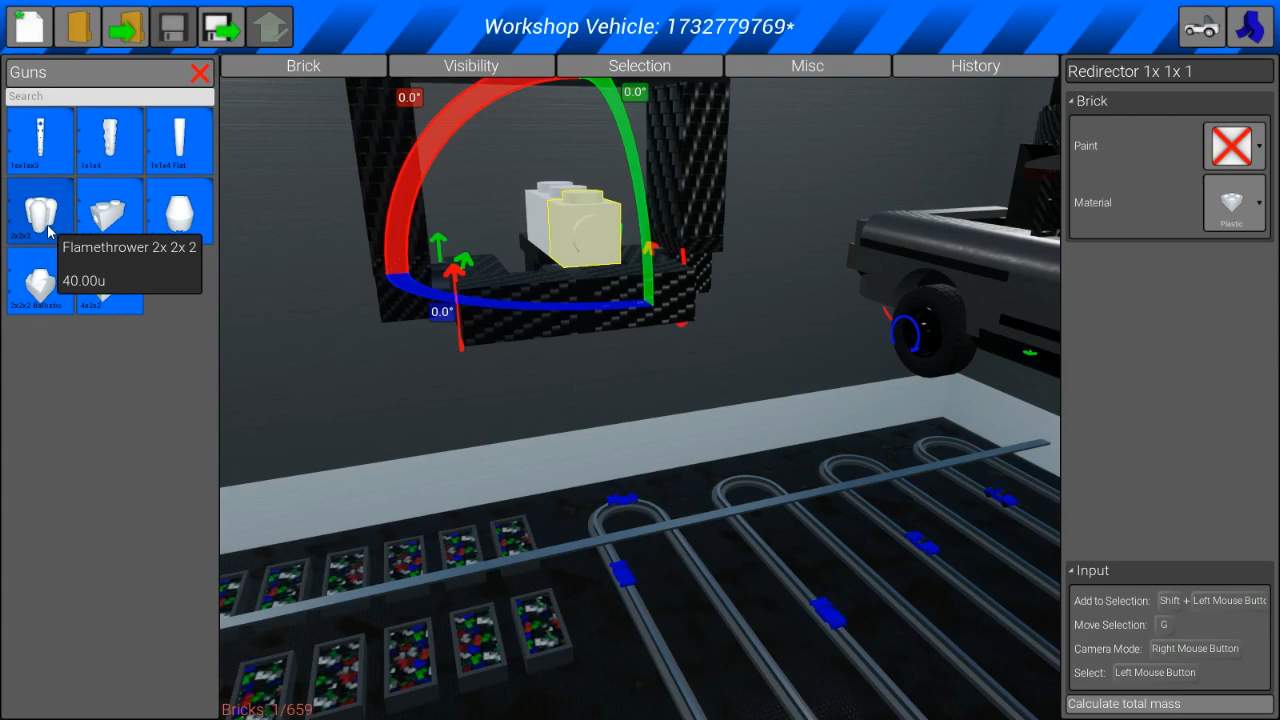 Workshop Vehicle: 1732779769*
Guns
Search
1x1x4
1x1x4 Flat
2x2x2
Flamethrower 2x 2x 2
40.00u
4x2x2
Brick
Visibility
Selection
Misc
History
0.0°
0.0°
0.0°
Bricks: 1/659
Redirector 1x 1x 1
Brick
Paint
Material
Plastic
Input
Add to Selection: Shift + Left Mouse Butto
Move Selection: G
Camera Mode: Right Mouse Button
Select: Left Mouse Button
Calculate total mass